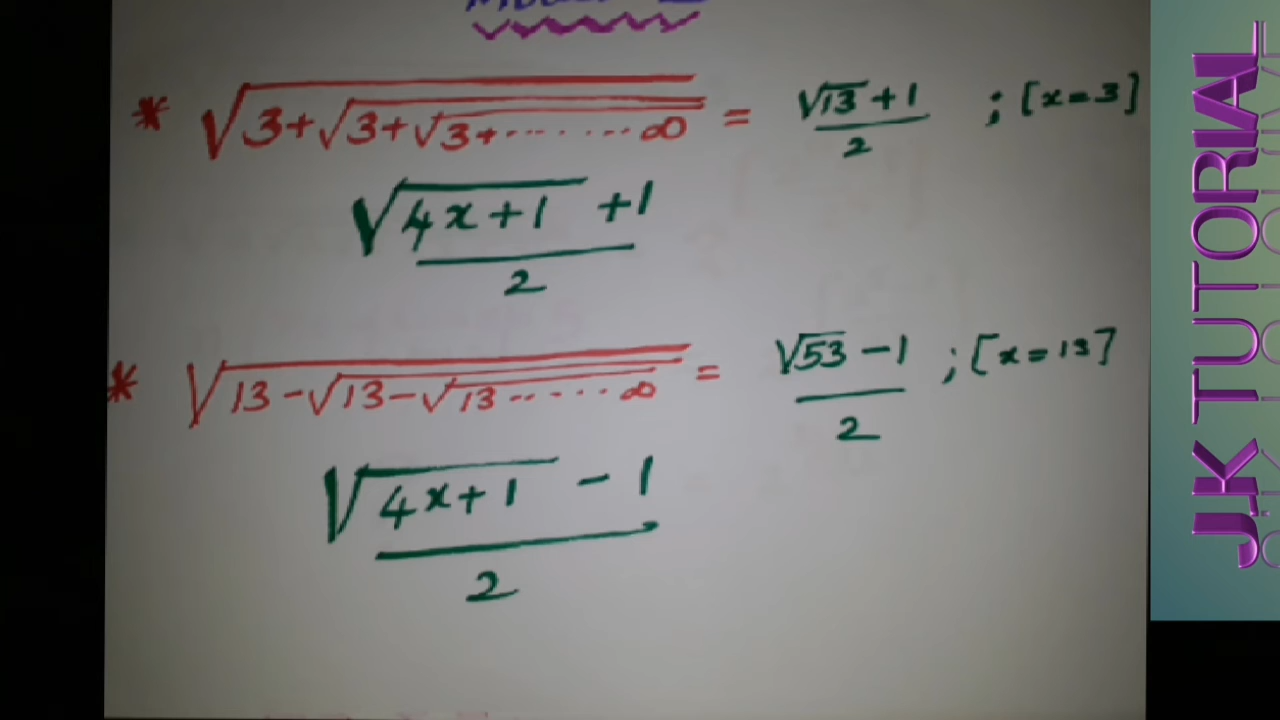 * √(3+√(3+√(3+.......∞))) = (√13+1)/2 ; [x=3]
(√(4x+1) +1)/2
* √(13-√(13-√(13......∞))) = (√53-1)/2 ; [x=13]
(√(4x+1) -1)/2
JK TUTORIAL